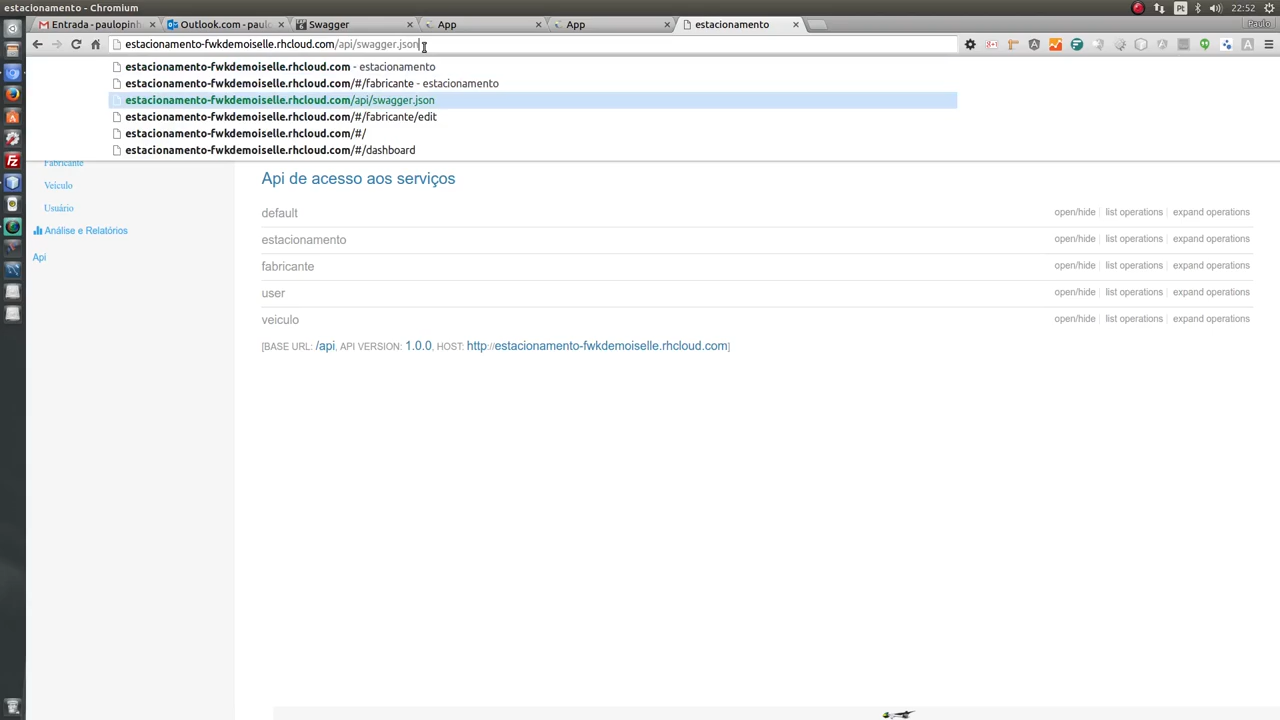 estacionamento - Chromium
Pt
22:52
Entrada - paulopinh
Outlook.com - paulo
Swagger
App
App
estacionamento
Paulo
estacionamento-fwkdemoiselle.rhcloud.com/api/swagger.json
estacionamento-fwkdemoiselle.rhcloud.com - estacionamento
estacionamento-fwkdemoiselle.rhcloud.com/#/fabricante - estacionamento
estacionamento-fwkdemoiselle.rhcloud.com/api/swagger.json
estacionamento-fwkdemoiselle.rhcloud.com/#/fabricante/edit
estacionamento-fwkdemoiselle.rhcloud.com/#/
estacionamento-fwkdemoiselle.rhcloud.com/#/dashboard
Fabricante
Veículo
Usuário
Análise e Relatórios
Api
Api de acesso aos serviços
default open/hide list operations expand operations
estacionamento open/hide list operations expand operations
fabricante open/hide list operations expand operations
user open/hide list operations expand operations
veiculo open/hide list operations expand operations
[BASE URL: /api, API VERSION: 1.0.0, HOST: http://estacionamento-fwkdemoiselle.rhcloud.com]